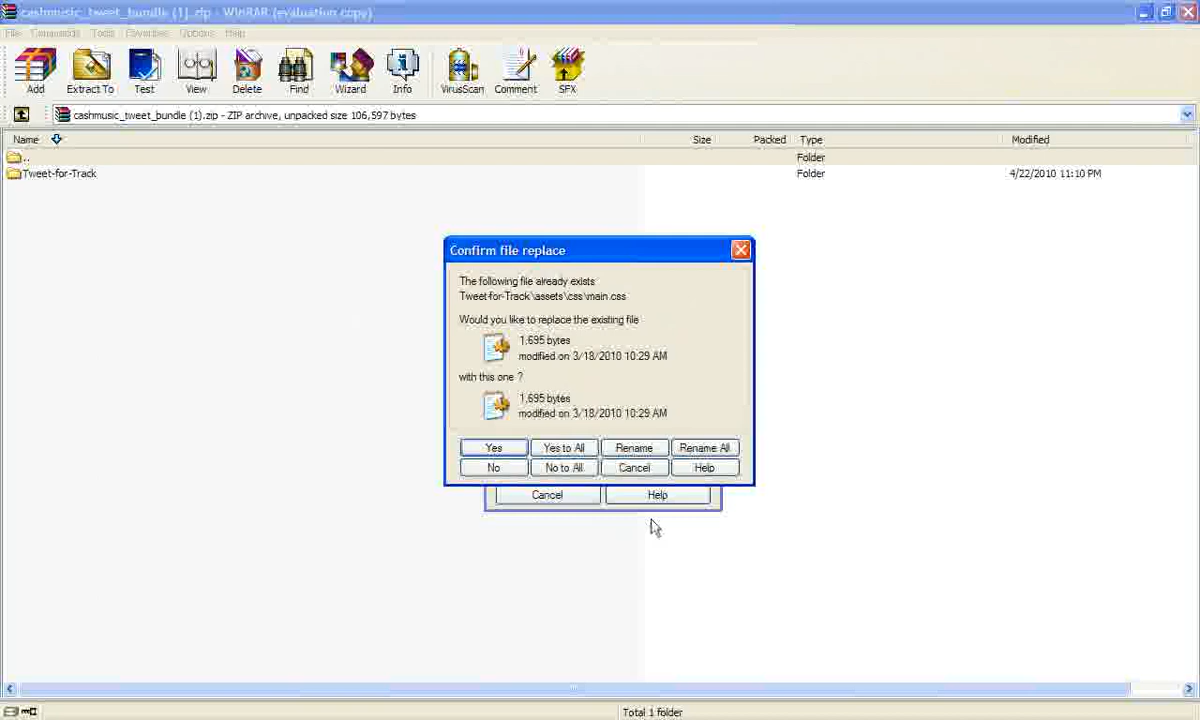 cashmusic_tweet_bundle (1).zip - WinRAR (evaluation copy)
File Commands Tools Favorites Options Help
Add Extract To Test View Delete Find Wizard Info VirusScan Comment SFX
cashmusic_tweet_bundle (1).zip - ZIP archive, unpacked size 106,597 bytes
Name Size Packed Type Modified
.. Folder
Tweet-for-Track Folder 4/22/2010 11:10 PM
Confirm file replace
The following file already exists
Tweet-for-Track\assets\css\main.css
Would you like to replace the existing file
1,695 bytes
modified on 3/18/2010 10:29 AM
with this one ?
1,695 bytes
modified on 3/18/2010 10:29 AM
Yes Yes to All Rename Rename All
No No to All Cancel Help
Cancel Help
Total 1 folder